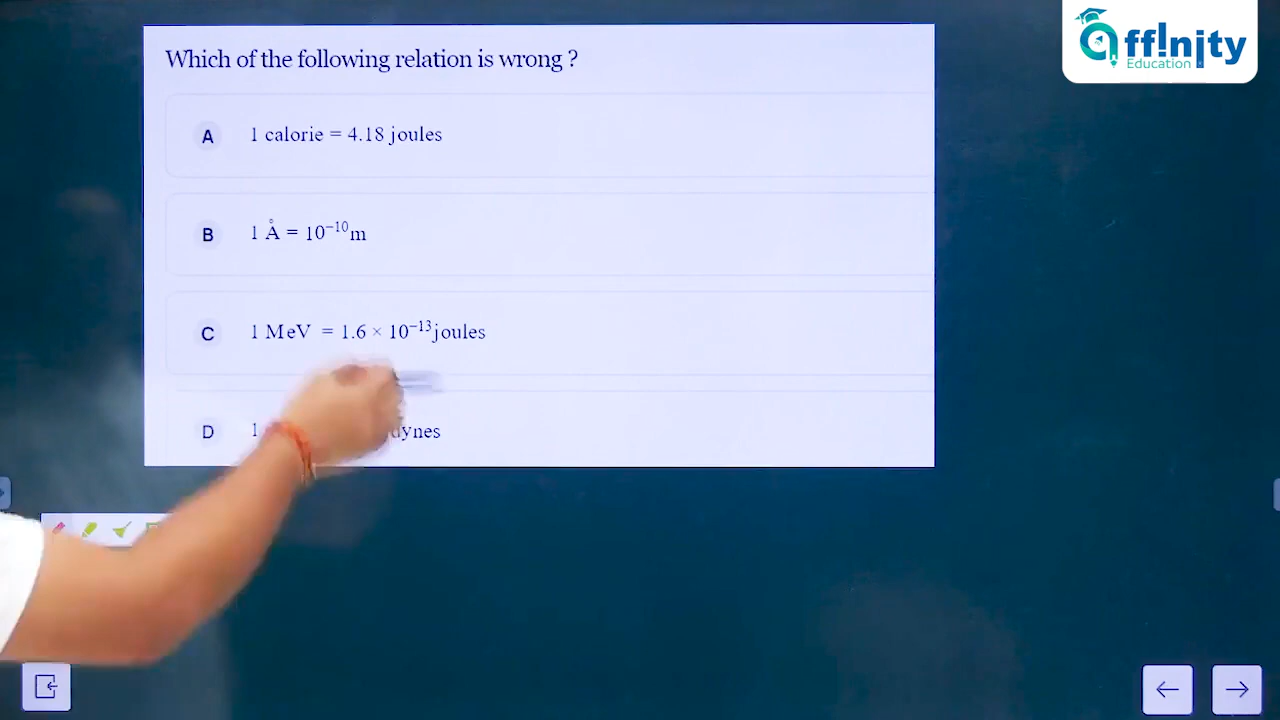 affinity
Education
Which of the following relation is wrong ?
A 1 calorie = 4.18 joules
B 1 Å = 10⁻¹⁰m
C 1 MeV = 1.6 × 10⁻¹³joules
D 1 dynes